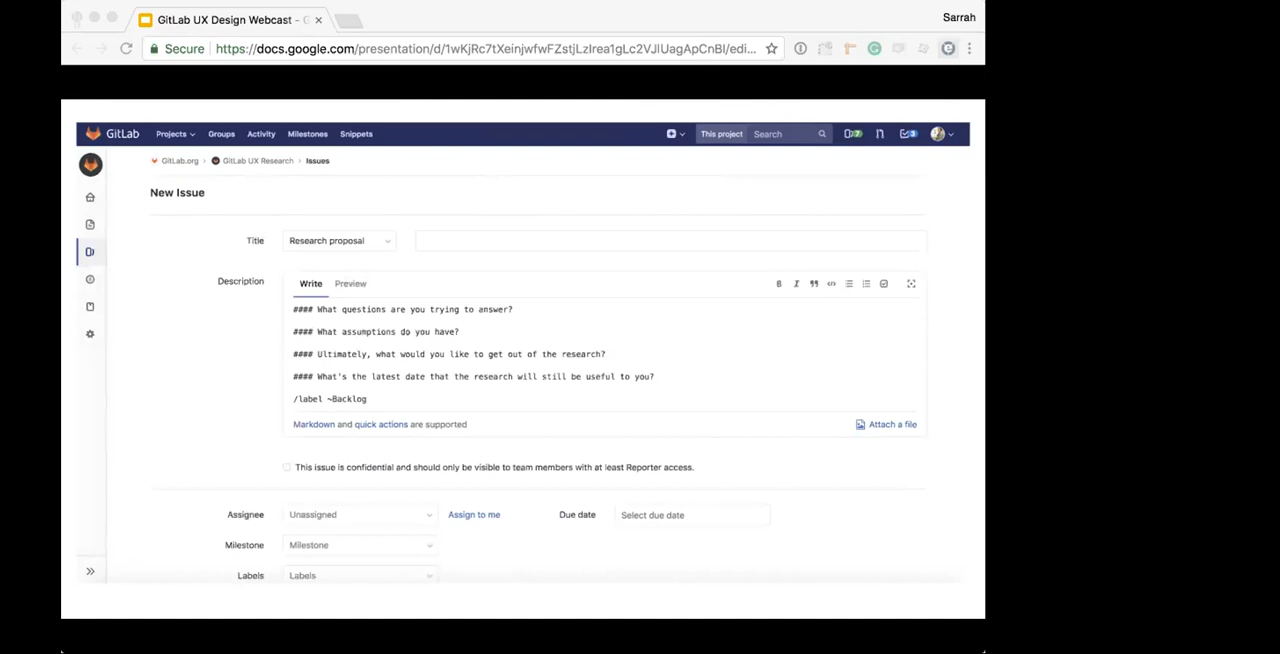 GitLab UX Design Webcast - G
Sarrah
Secure https://docs.google.com/presentation/d/
GitLab Projects Groups Activity Milestones Snippets This project Search 7 3
GitLab.org › GitLab UX Research › Issues
New Issue
Title Research proposal
Description Write Preview
#### What questions are you trying to answer?
#### What assumptions do you have?
#### Ultimately, what would you like to get out of the research?
#### What's the latest date that the research will still be useful to you?
/label ~Backlog
Markdown and quick actions are supported Attach a file
This issue is confidential and should only be visible to team members with at least Reporter access.
Assignee Unassigned Assign to me Due date Select due date
Milestone Milestone
Labels Labels